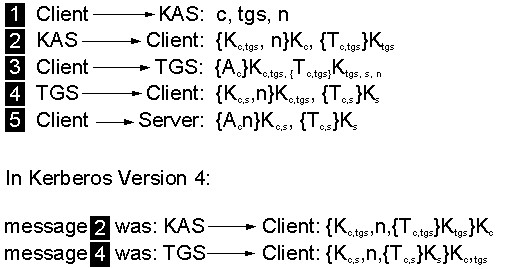 1 Client ⟶ KAS: c, tgs, n
2 KAS ⟶ Client: {Kc,tgs, n}Kc, {Tc,tgs}Ktgs
3 Client ⟶ TGS: {Ac}Kc,tgs, {Tc,tgs}Ktgs, s, n
4 TGS ⟶ Client: {Kc,s,n}Kc,tgs, {Tc,s}Ks
5 Client ⟶ Server: {Acn}Kc,s, {Tc,s}Ks
In Kerberos Version 4:
message 2 was: KAS ⟶ Client: {Kc,tgs,n,{Tc,tgs}Ktgs}Kc
message 4 was: TGS ⟶ Client: {Kc,s,n,{Tc,s}Ks}Kc,tgs